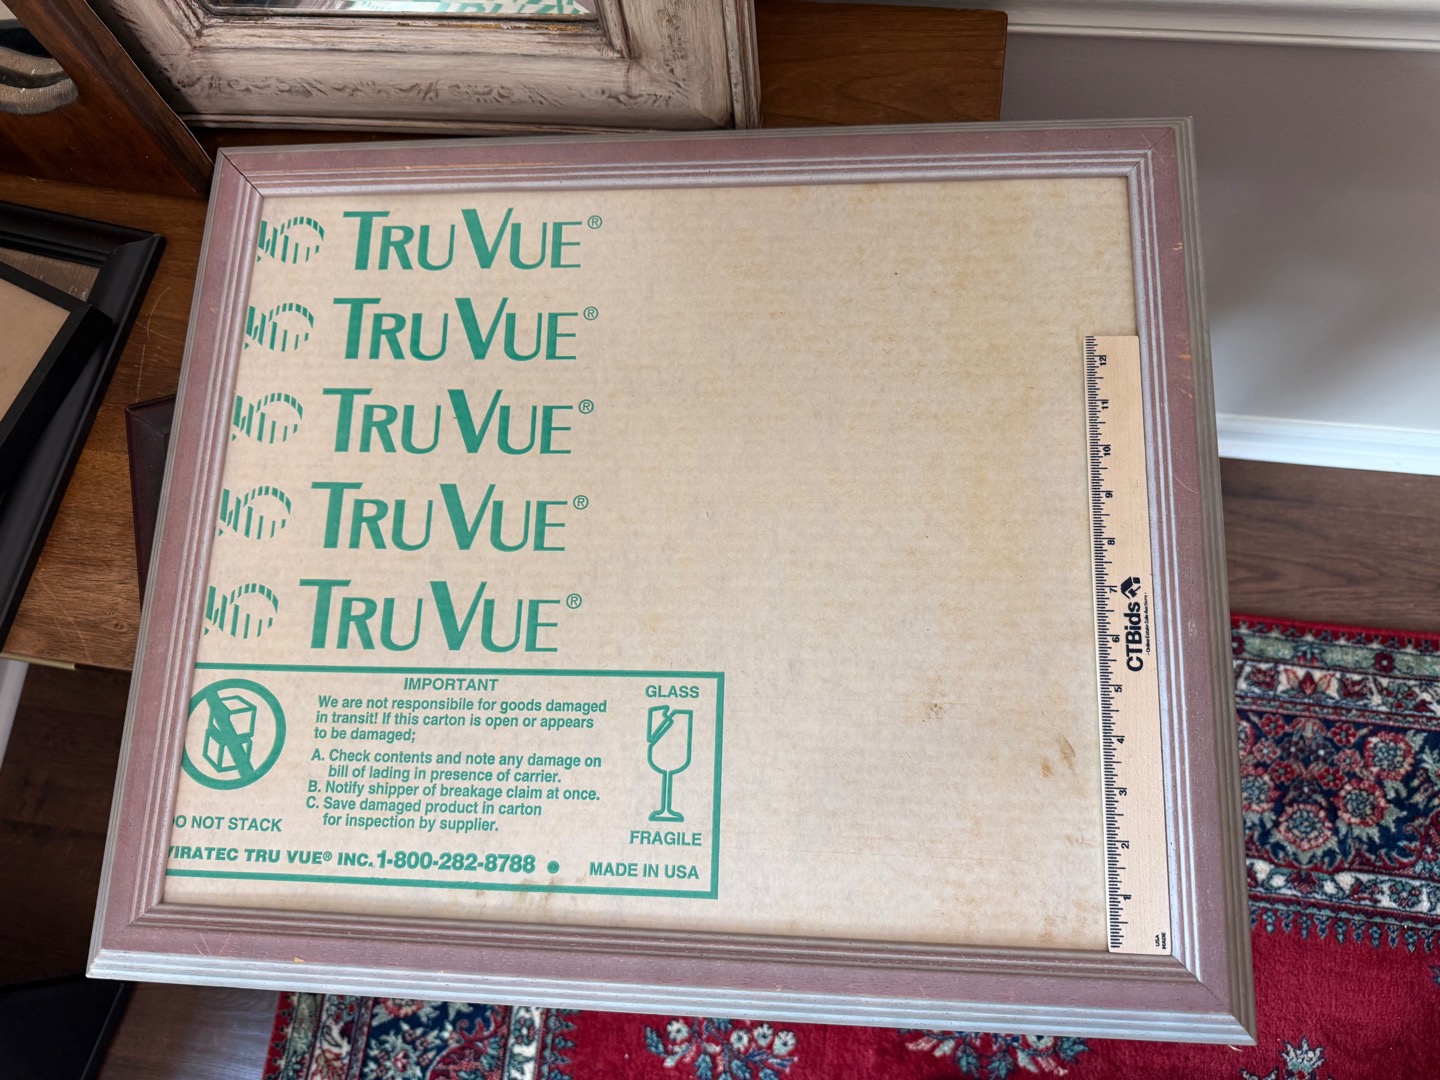 TRUVUE®
TRUVUE®
TRUVUE®
TRUVUE®
TRUVUE®
IMPORTANT
We are not responsibile for goods damaged
in transit! If this carton is open or appears
to be damaged;
A. Check contents and note any damage on
bill of lading in presence of carrier.
B. Notify shipper of breakage claim at once.
C. Save damaged product in carton
for inspection by supplier.
DO NOT STACK
GLASS
FRAGILE
VIRATEC TRU VUE® INC. 1-800-282-8788 •
MADE IN USA
12
11
10
9
8
7
6
5
4
3
2
1
CTBids
USA
MADE